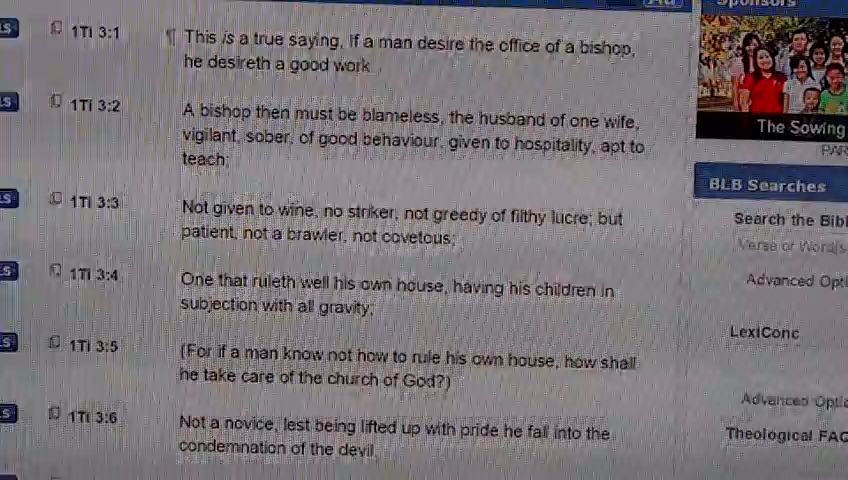 Sponsors
1Ti 3:1 ¶ This is a true saying, If a man desire the office of a bishop,
he desireth a good work
1Ti 3:2 A bishop then must be blameless, the husband of one wife,
vigilant, sober, of good behaviour, given to hospitality, apt to
teach;
1Ti 3:3 Not given to wine, no striker, not greedy of filthy lucre; but
patient, not a brawler, not covetous;
1Ti 3:4 One that ruleth well his own house, having his children in
subjection with all gravity;
1Ti 3:5 (For if a man know not how to rule his own house, how shall
he take care of the church of God?)
1Ti 3:6 Not a novice, lest being lifted up with pride he fall into the
condemnation of the devil.
The Sowing
PAR
BLB Searches
Search the Bibl
Verse or Word(s
Advanced Opti
LexiConc
Advanced Optio
Theological FAQ